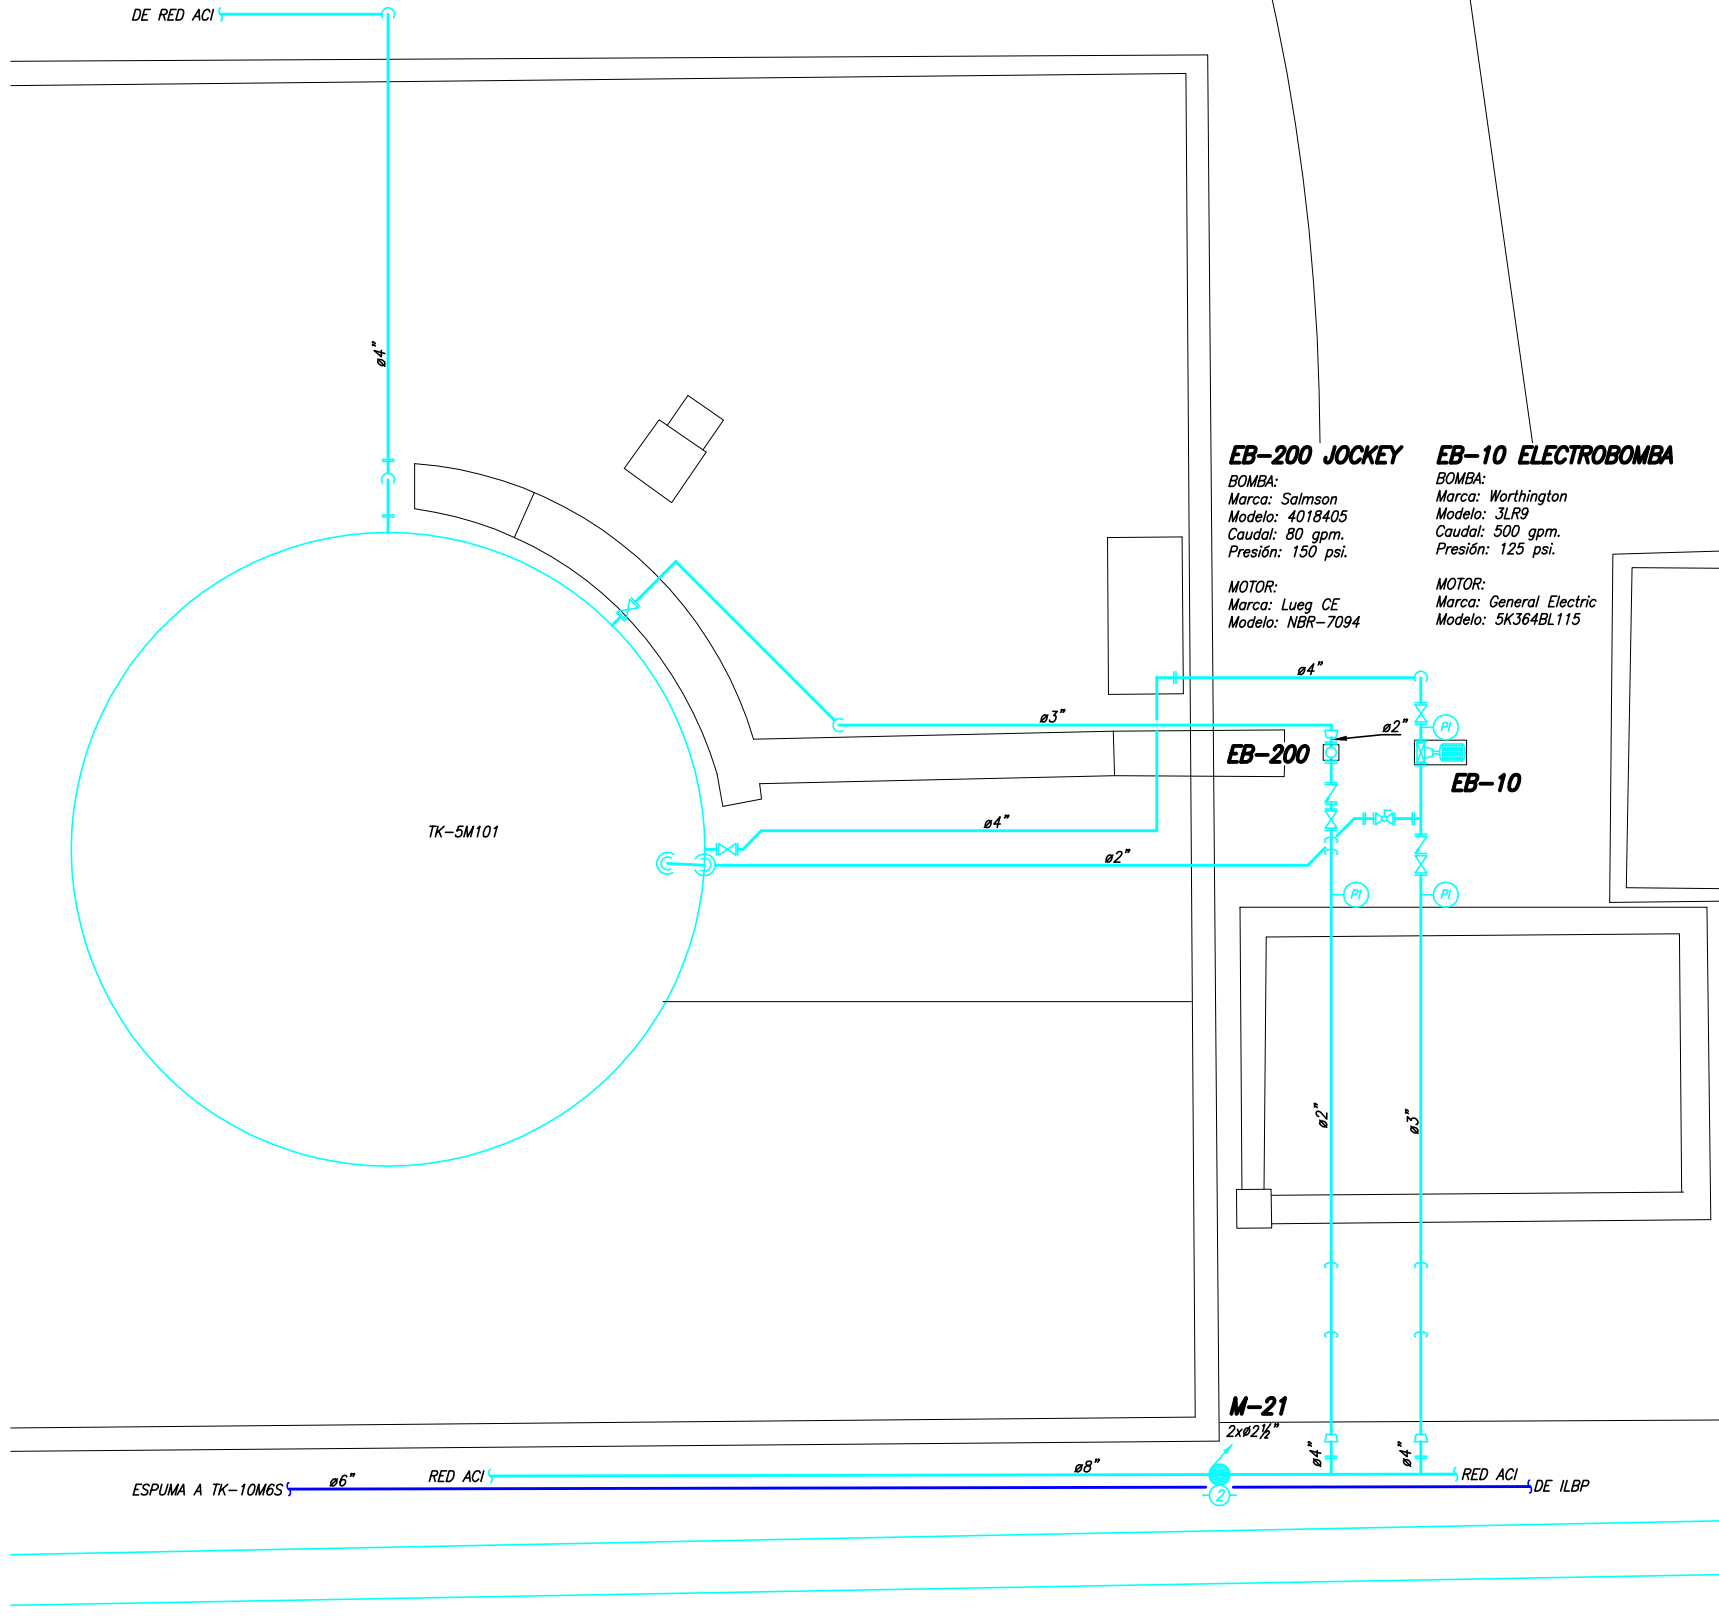 DE RED ACI
ø4"
EB-200 JOCKEY
BOMBA:
Marca: Salmson
Modelo: 4018405
Caudal: 80 gpm.
Presión: 150 psi.
MOTOR:
Marca: Lueg CE
Modelo: NBR-7094
EB-10 ELECTROBOMBA
BOMBA:
Marca: Worthington
Modelo: 3LR9
Caudal: 500 gpm.
Presión: 125 psi.
MOTOR:
Marca: General Electric
Modelo: 5K364BL115
ø4"
ø3"
ø2"
PI
EB-200
EB-10
TK-5M101
ø4"
ø2"
PI
PI
ø2"
ø3"
M-21
2xø2½"
ø4"
ø4"
RED ACI
ø8"
RED ACI
ESPUMA A TK-10M6S
ø6"
2
DE ILBP